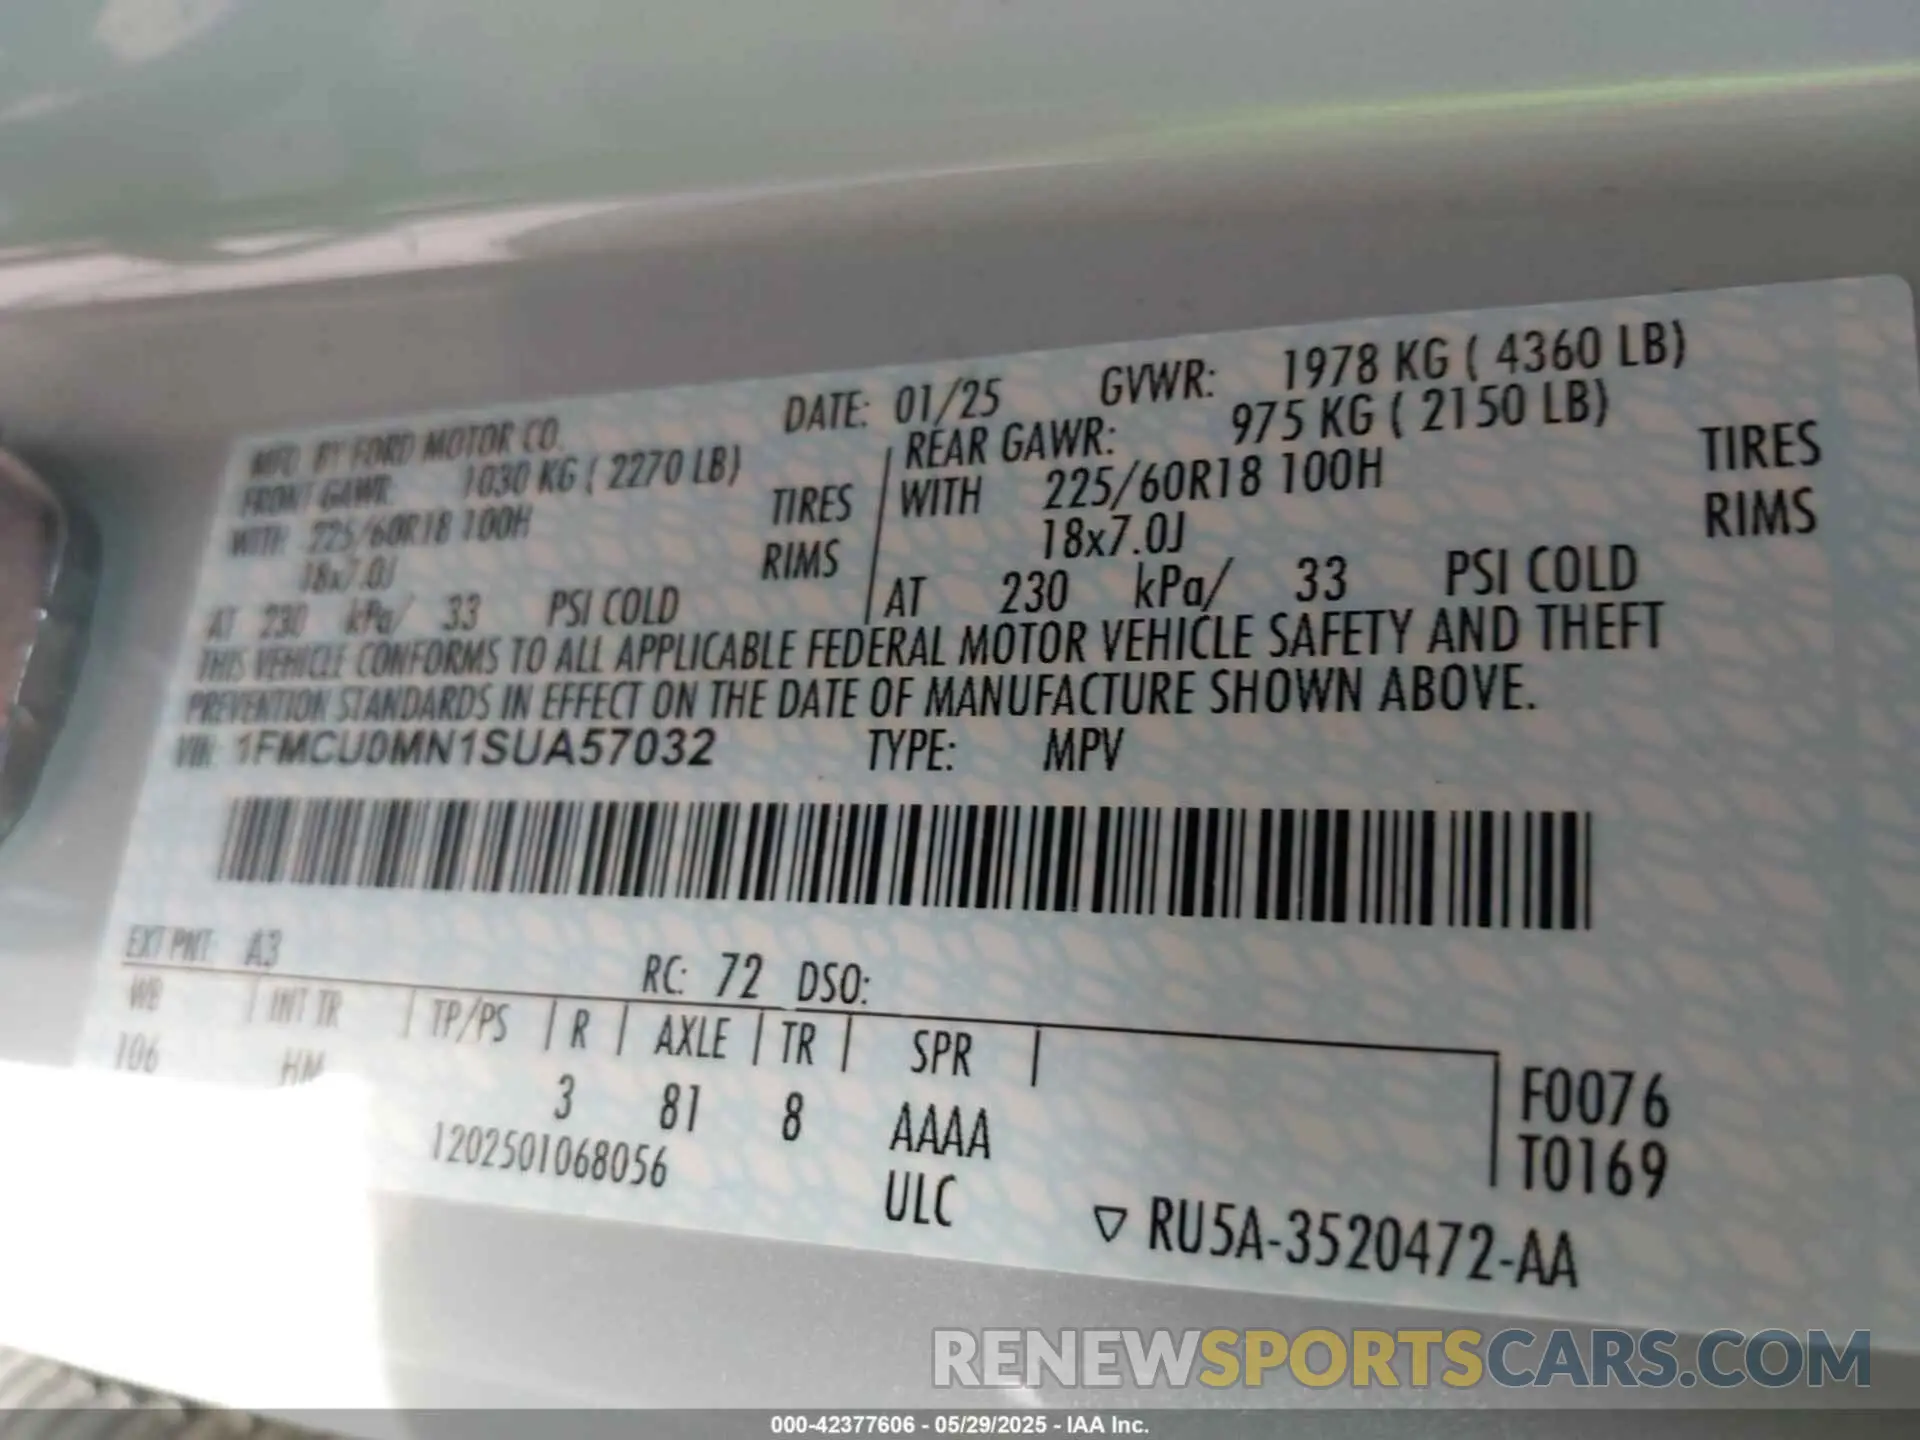 MFD. BY FORD MOTOR CO. DATE: 01/25 GVWR: 1978 KG ( 4360 LB)
FRONT GAWR: 1030 KG ( 2270 LB) REAR GAWR: 975 KG ( 2150 LB)
WITH 225/60R18 100H TIRES WITH 225/60R18 100H TIRES
18x7.0J RIMS 18x7.0J RIMS
AT 230 kPa/ 33 PSI COLD AT 230 kPa/ 33 PSI COLD
THIS VEHICLE CONFORMS TO ALL APPLICABLE FEDERAL MOTOR VEHICLE SAFETY AND THEFT
PREVENTION STANDARDS IN EFFECT ON THE DATE OF MANUFACTURE SHOWN ABOVE.
VIN: 1FMCU0MN1SUA57032 TYPE: MPV
EXT PNT: A3 RC: 72 DSO:
WB | INT TR | TP/PS | R | AXLE | TR | SPR |
106 HM 3 81 8 AAAA F0076
1202501068056 ULC T0169
▽ RU5A-3520472-AA
RENEWSPORTSCARS.COM
000-42377606 - 05/29/2025 - IAA Inc.